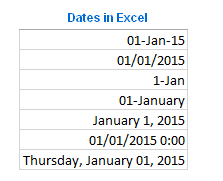 Dates in Excel
01-Jan-15
01/01/2015
1-Jan
01-January
January 1, 2015
01/01/2015 0:00
Thursday, January 01, 2015